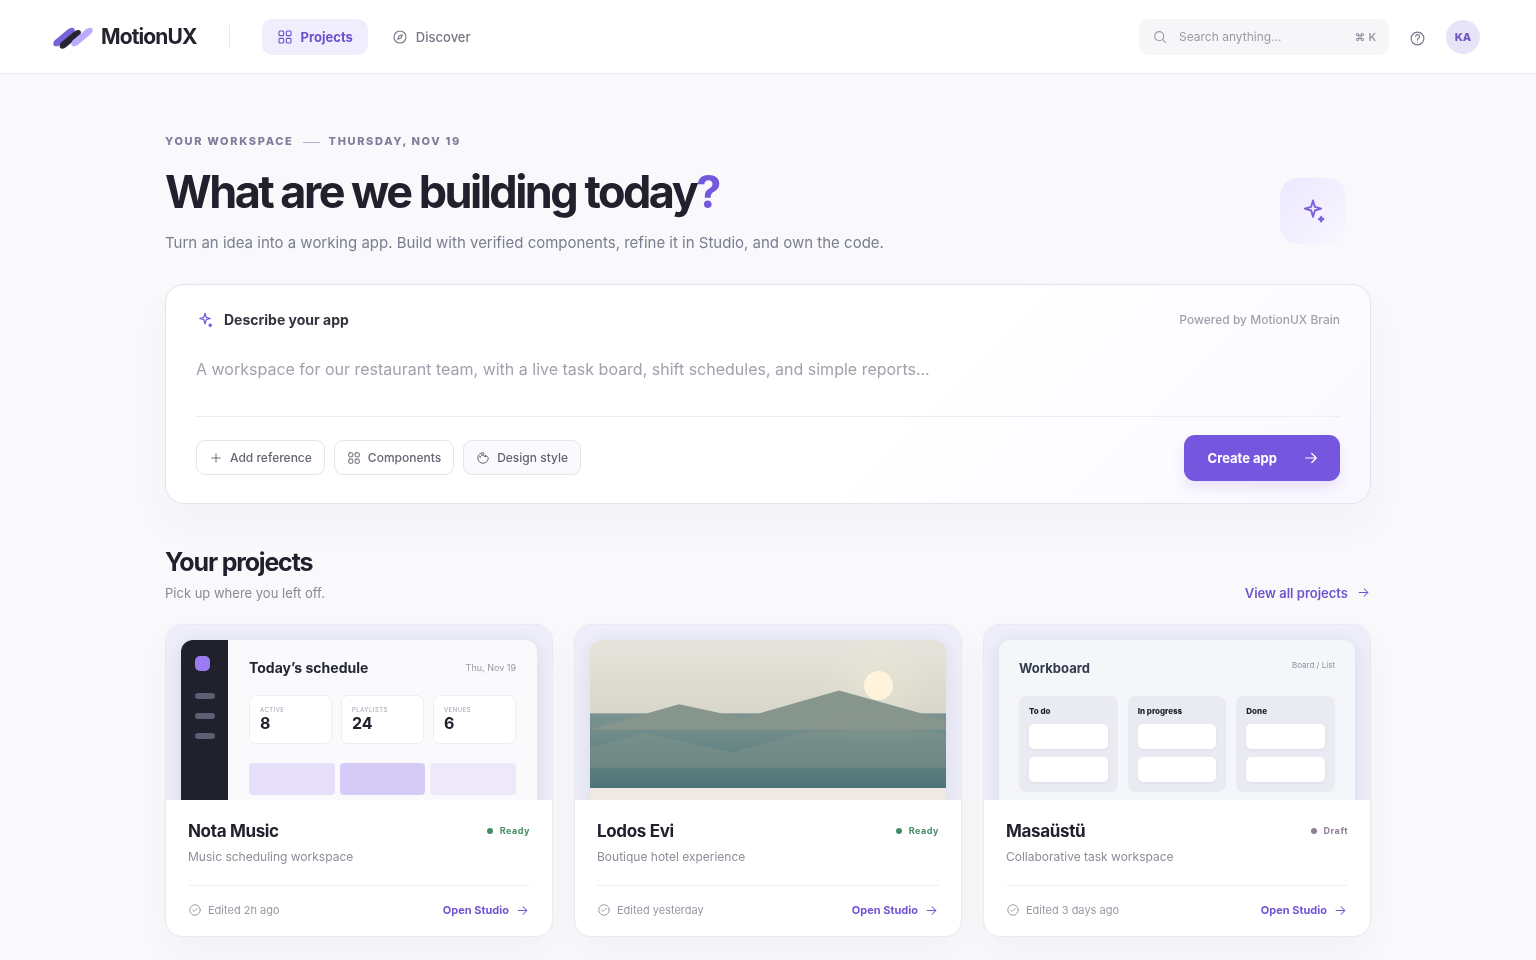 MotionUX
Projects
Discover
Search anything...
⌘ K
KA
YOUR WORKSPACE — THURSDAY, NOV 19
What are we building today?
Turn an idea into a working app. Build with verified components, refine it in Studio, and own the code.
Describe your app
Powered by MotionUX Brain
A workspace for our restaurant team, with a live task board, shift schedules, and simple reports...
Add reference
Components
Design style
Create app
Your projects
Pick up where you left off.
View all projects
Today’s schedule
Thu, Nov 19
ACTIVE
8
PLAYLISTS
24
VENUES
6
Nota Music
Ready
Music scheduling workspace
Edited 2h ago
Open Studio
Lodos Evi
Ready
Boutique hotel experience
Edited yesterday
Open Studio
Workboard
Board / List
To do
In progress
Done
Masaüstü
Draft
Collaborative task workspace
Edited 3 days ago
Open Studio